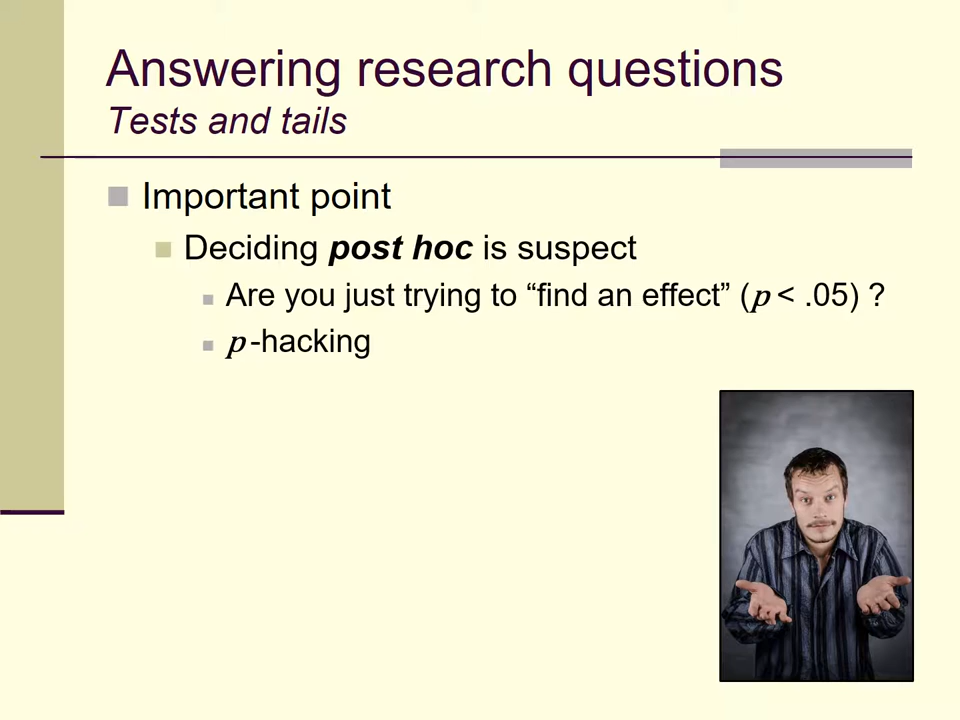 Answering research questions
Tests and tails
Important point
Deciding post hoc is suspect
Are you just trying to “find an effect” (p < .05) ?
p -hacking